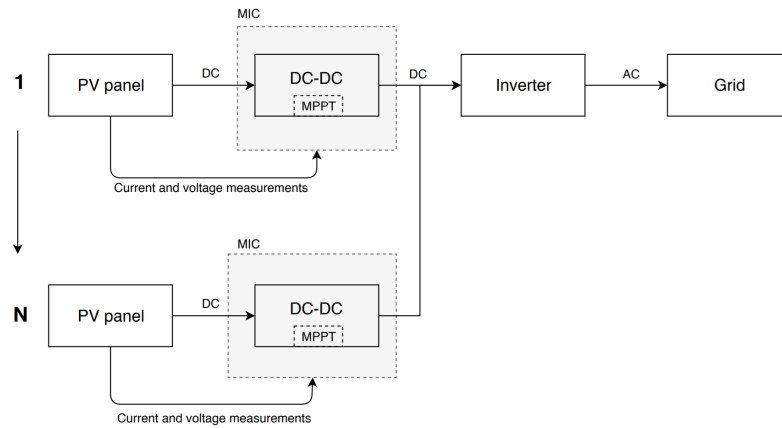 MIC
1
PV panel
DC
DC-DC
MPPT
DC
Inverter
AC
Grid
Current and voltage measurements
MIC
N
PV panel
DC
DC-DC
MPPT
Current and voltage measurements